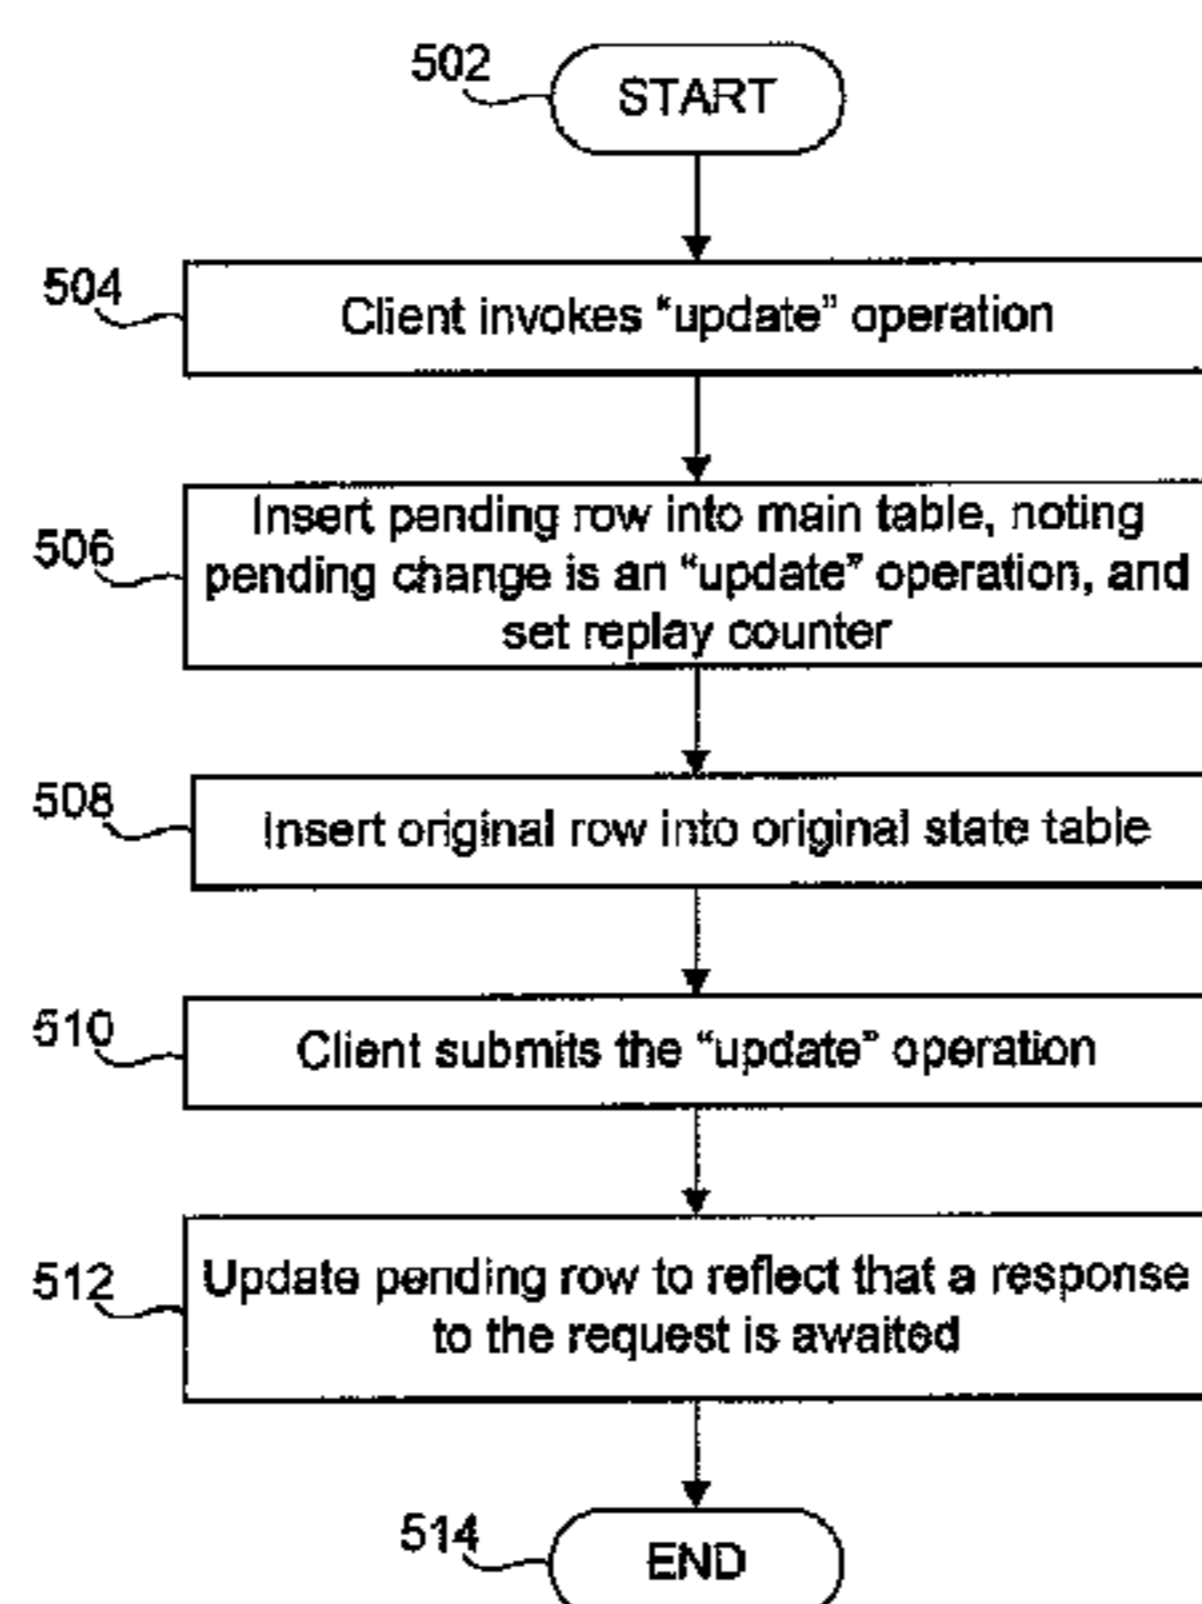 502
START
504
Client invokes “update” operation
506
Insert pending row into main table, noting
pending change is an “update” operation, and
set replay counter
508
Insert original row into original state table
510
Client submits the “update” operation
512
Update pending row to reflect that a response
to the request is awaited
514
END